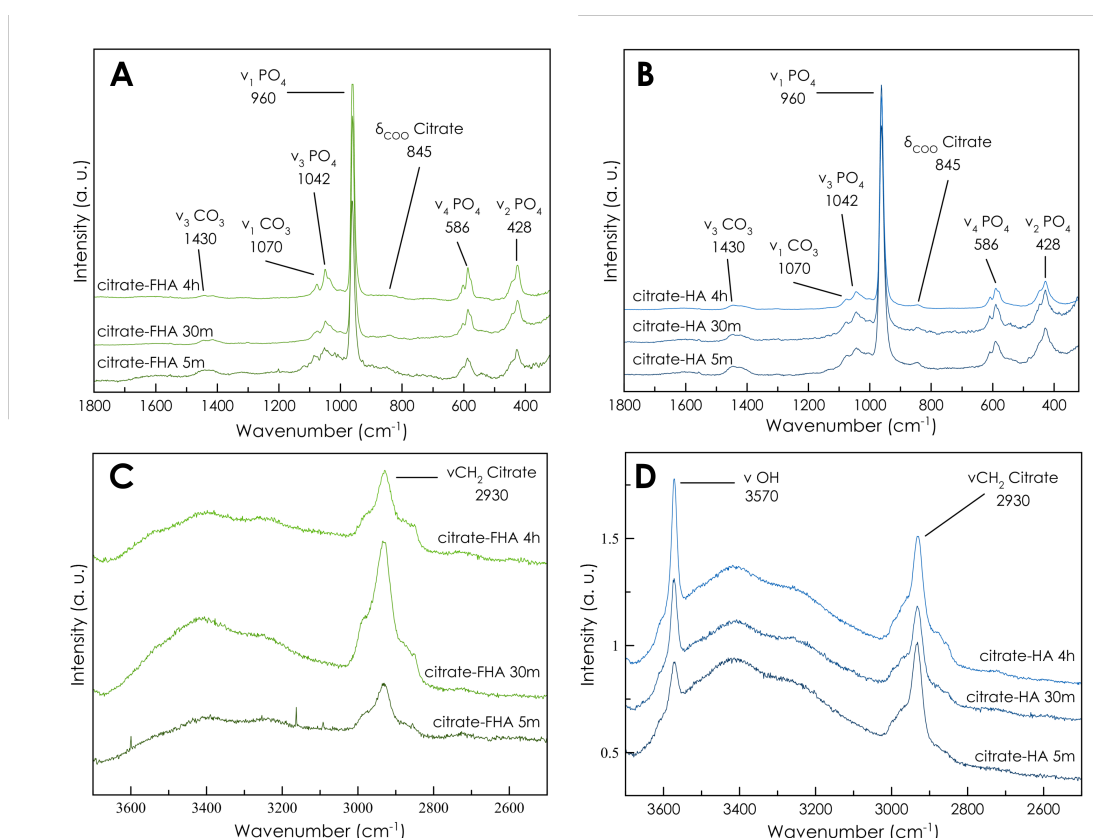 A
ν₁ PO₄
960
δCOO Citrate
845
ν₃ PO₄
1042
ν₃ CO₃
1430
ν₁ CO₃
1070
ν₄ PO₄
586
ν₂ PO₄
428
citrate-FHA 4h
citrate-FHA 30m
citrate-FHA 5m
Intensity (a. u.)
1800 1600 1400 1200 1000 800 600 400
Wavenumber (cm⁻¹)
B
ν₁ PO₄
960
δCOO Citrate
845
ν₃ PO₄
1042
ν₃ CO₃
1430
ν₁ CO₃
1070
ν₄ PO₄
586
ν₂ PO₄
428
citrate-HA 4h
citrate-HA 30m
citrate-HA 5m
Intensity (a. u.)
1800 1600 1400 1200 1000 800 600 400
Wavenumber (cm⁻¹)
C
νCH₂ Citrate
2930
citrate-FHA 4h
citrate-FHA 30m
citrate-FHA 5m
Intensity (a. u.)
3600 3400 3200 3000 2800 2600
Wavenumber (cm⁻¹)
D
ν OH
3570
νCH₂ Citrate
2930
1.5
1
0.5
citrate-HA 4h
citrate-HA 30m
citrate-HA 5m
Intensity (a. u.)
3600 3400 3200 3000 2800 2600
Wavenumber (cm⁻¹)